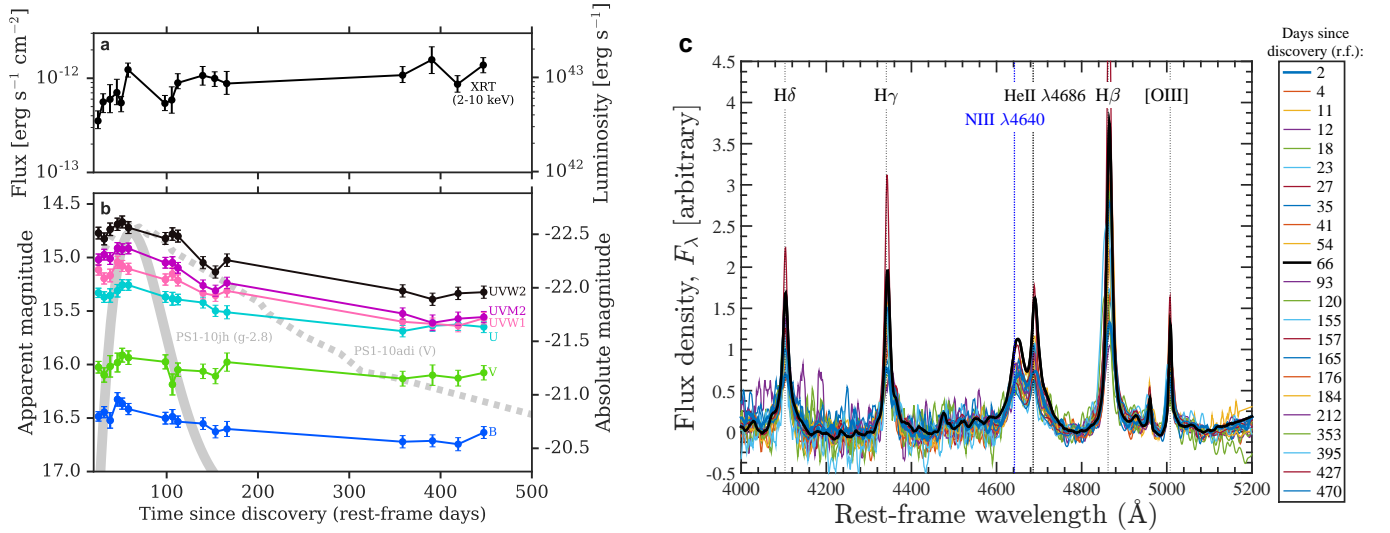 a
Flux [erg s⁻¹ cm⁻²]
10⁻¹²
10⁻¹³
XRT
(2-10 keV)
10⁴³
10⁴²
Luminosity [erg s⁻¹]
b
Apparent magnitude
14.5
15.0
15.5
16.0
16.5
17.0
PS1-10jh (g-2.8)
PS1-10adi (V)
UVW2
UVM2
UVW1
U
V
B
-22.5
-22.0
-21.5
-21.0
-20.5
Absolute magnitude
100
200
300
400
500
Time since discovery (rest-frame days)
c
Flux density, Fλ [arbitrary]
4.5
4
3.5
3
2.5
2
1.5
1
0.5
0
-0.5
Hδ
Hγ
HeII λ4686
Hβ
[OIII]
NIII λ4640
4000
4200
4400
4600
4800
5000
5200
Rest-frame wavelength (Å)
Days since
discovery (r.f.):
2
4
11
12
18
23
27
35
41
54
66
93
120
155
157
165
176
184
212
353
395
427
470